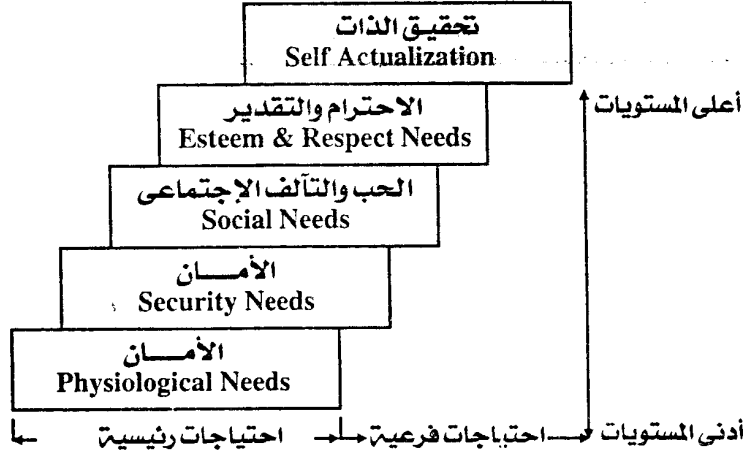 تحقيق الذات
Self Actualization
أعلى المستويات
الاحترام والتقدير
Esteem & Respect Needs
الحب والتآلف الإجتماعى
Social Needs
الأمــــان
Security Needs
الأمــــان
Physiological Needs
أدنى المستويات
احتياجات فرعية
احتياجات رئيسية